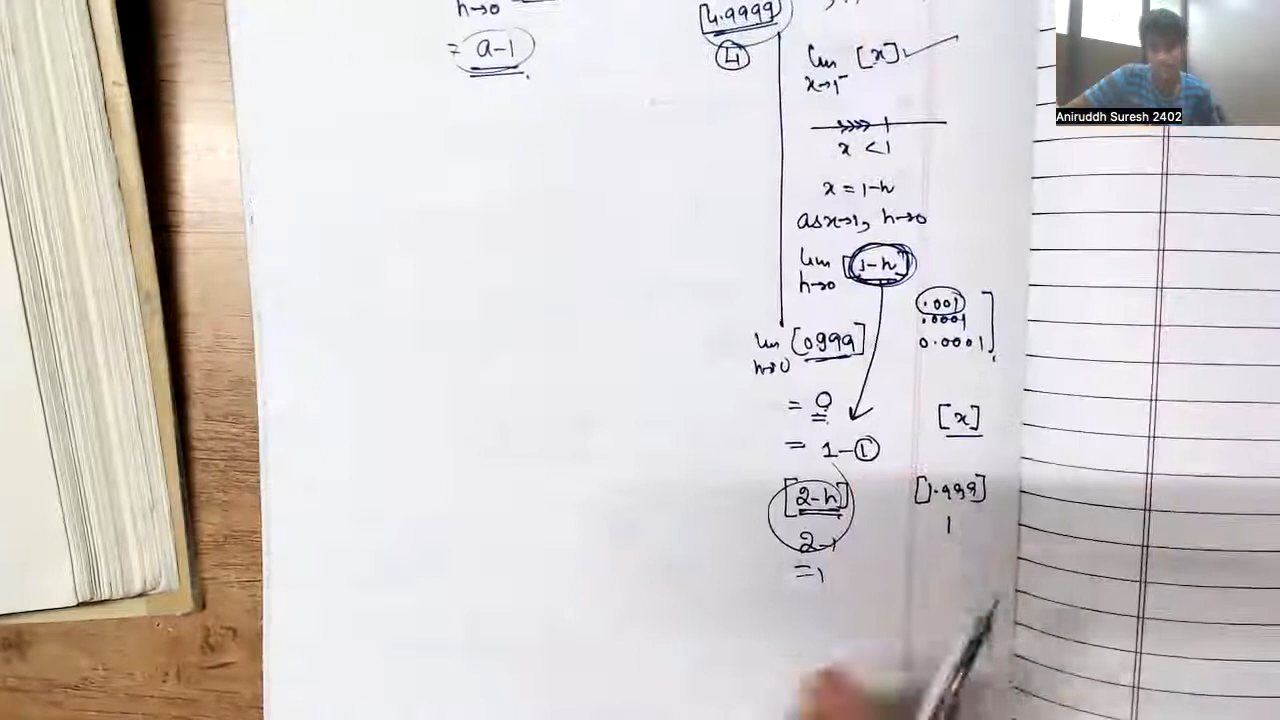 h→0
= a-1
[4.9999]
4
lim [x]
x→1⁻
x < 1
x = 1-h
as x→1, h→0
lim [1-h]
h→0
.001
.0001
0.0001
lim [0.999]
h→0
= 0
= 1-1
[x]
[2-h]
[1.999]
2-1
1
=1
Aniruddh Suresh 2402